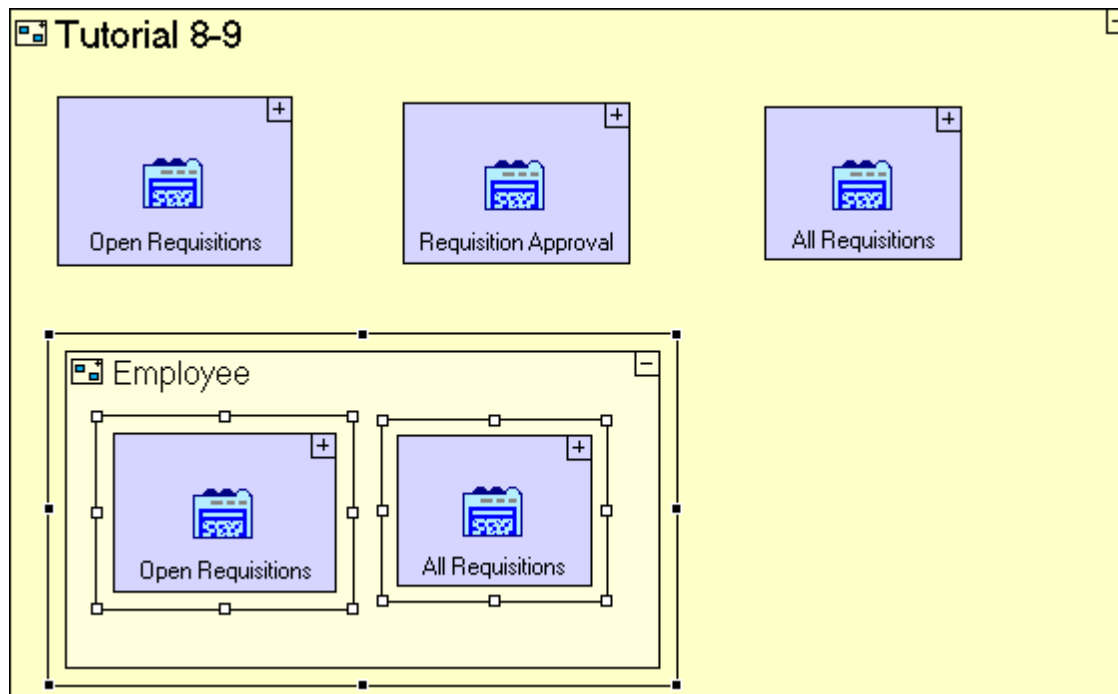 Tutorial 8-9
Open Requisitions
Requisition Approval
All Requisitions
Employee
Open Requisitions
All Requisitions